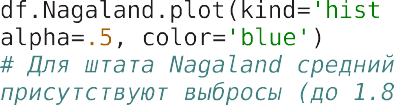 df.Nagaland.plot(kind='hist
alpha=.5, color='blue')
# Для штата Nagaland средний
присутствуют выбросы (до 1.8